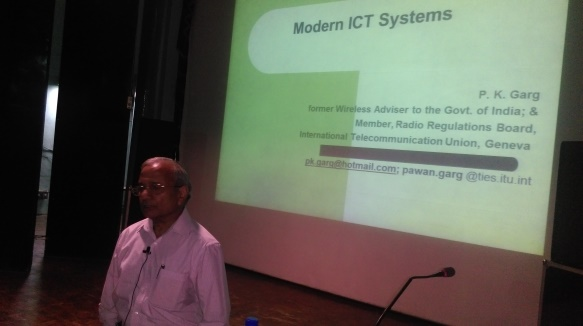 Modern ICT Systems
P. K. Garg
former Wireless Adviser to the Govt. of India; &
Member, Radio Regulations Board,
International Telecommunication Union, Geneva
pk.garg@hotmail.com; pawan.garg @ties.itu.int